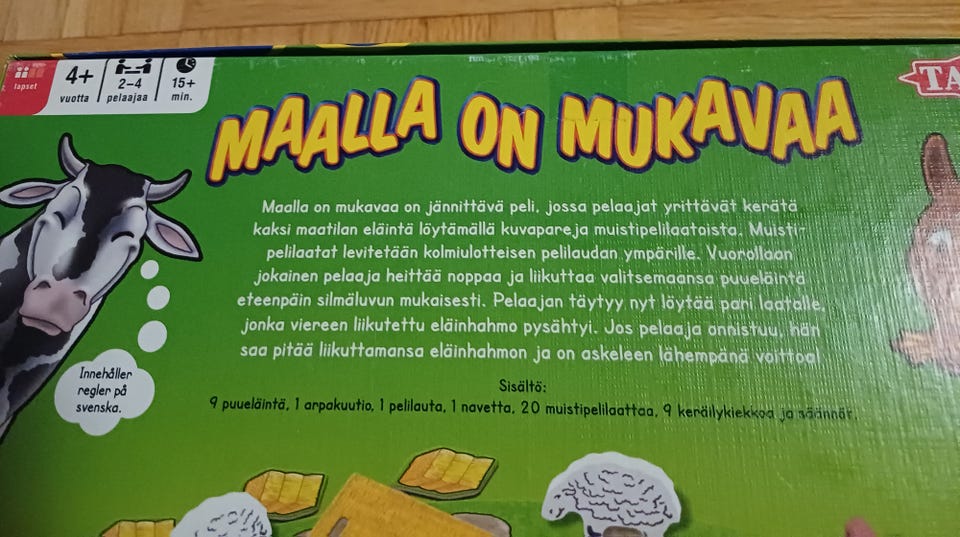 lapset
4+
vuotta
2-4
pelaajaa
15+
min.
TA
MAALLA ON MUKAVAA
Maalla on mukavaa on jännittävä peli, jossa pelaajat yrittävät kerätä
kaksi maatilan eläintä löytämällä kuvapareja muistipelilaatoista. Muisti-
pelilaatat levitetään kolmiulotteisen pelilaudan ympärille. Vuorollaan
jokainen pelaaja heittää noppaa ja liikuttaa valitsemaansa puueläintä
eteenpäin silmäluvun mukaisesti. Pelaajan täytyy nyt löytää pari laatalle,
jonka viereen liikutettu eläinhahmo pysähtyi. Jos pelaaja onnistuu, hän
saa pitää liikuttamansa eläinhahmon ja on askeleen lähempänä voittoa!
Innehåller
regler på
svenska.
Sisältö:
9 puueläintä, 1 arpakuutio, 1 pelilauta, 1 navetta, 20 muistipelilaattaa, 9 keräilykiekkoa ja säännöt.